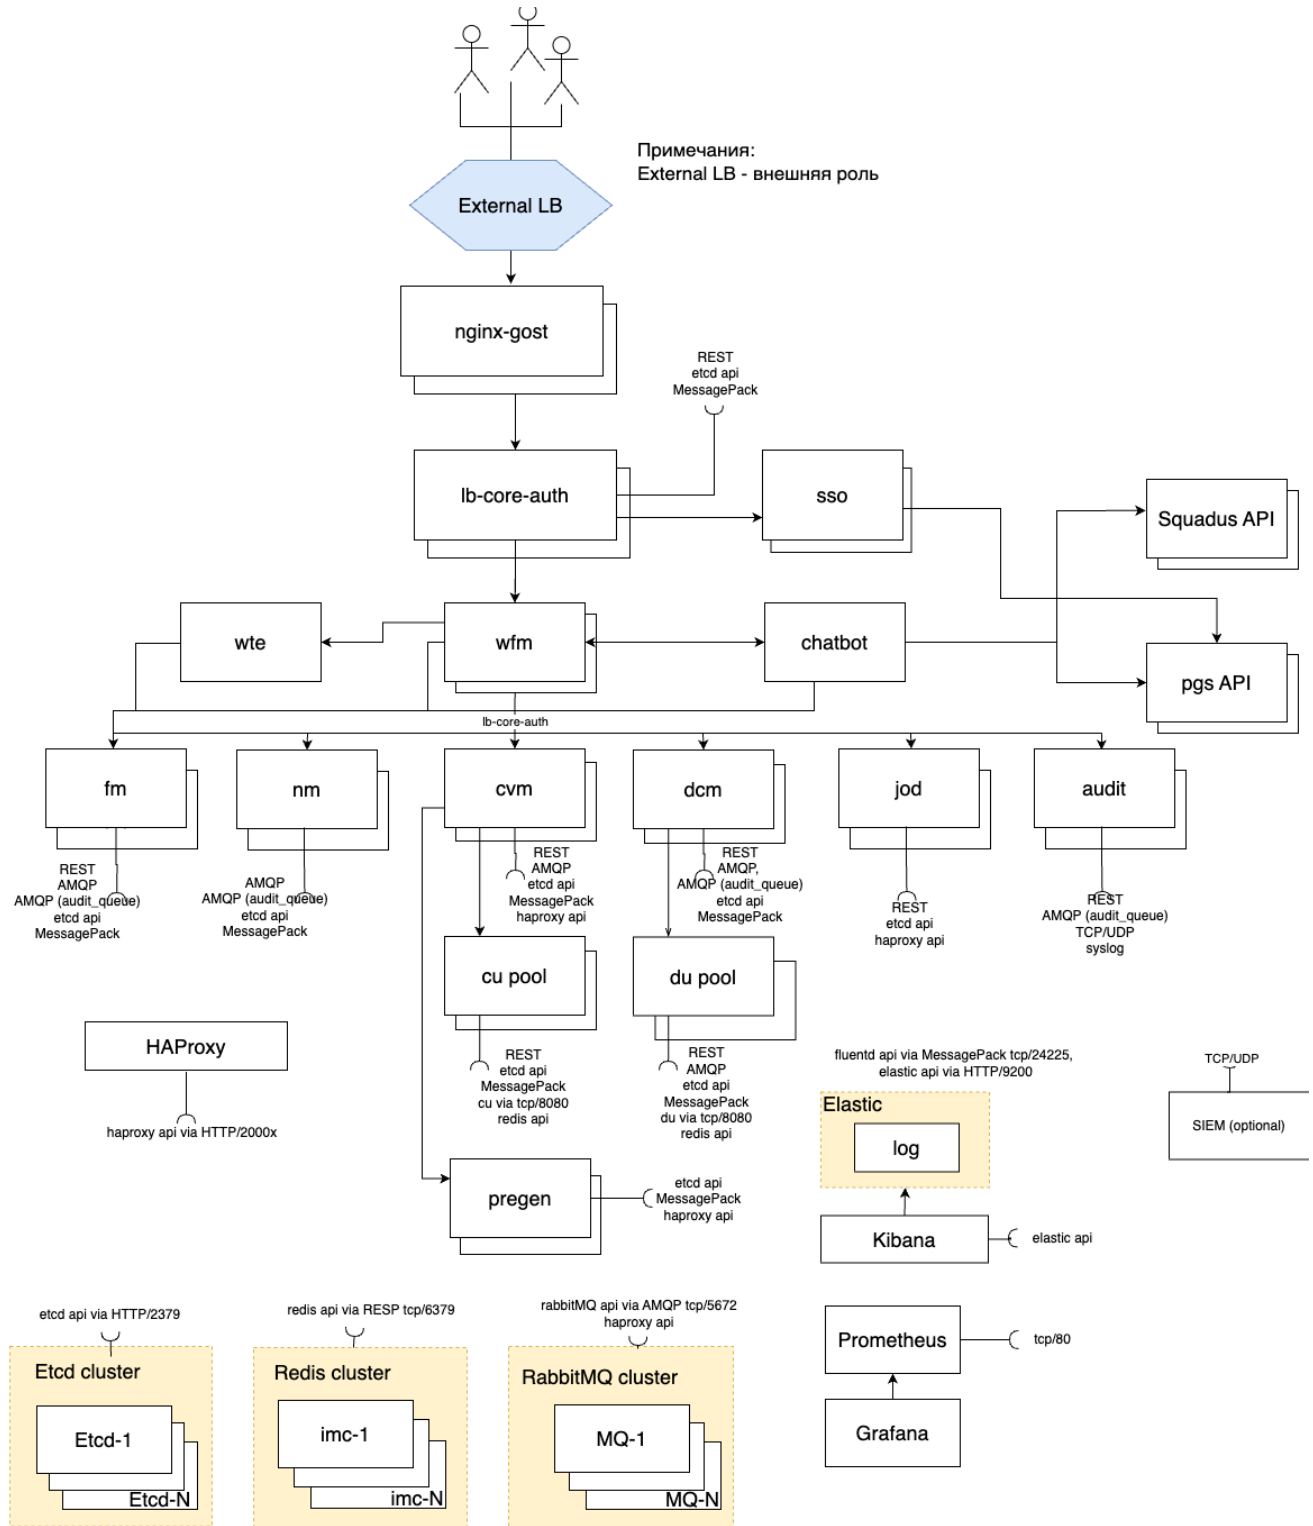 Примечания:
External LB - внешняя роль
External LB
nginx-gost
REST
etcd api
MessagePack
lb-core-auth
sso
Squadus API
wte
wfm
chatbot
pgs API
lb-core-auth
fm
nm
cvm
dcm
jod
audit
REST
AMQP
AMQP (audit_queue)
etcd api
MessagePack
AMQP
AMQP (audit_queue)
etcd api
MessagePack
REST
AMQP
etcd api
MessagePack
haproxy api
REST
AMQP,
AMQP (audit_queue)
etcd api
MessagePack
REST
etcd api
haproxy api
REST
AMQP (audit_queue)
TCP/UDP
syslog
cu pool
du pool
HAProxy
haproxy api via HTTP/2000x
REST
etcd api
MessagePack
cu via tcp/8080
redis api
REST
AMQP
etcd api
MessagePack
du via tcp/8080
redis api
fluentd api via MessagePack tcp/24225,
elastic api via HTTP/9200
Elastic
log
TCP/UDP
SIEM (optional)
pregen
etcd api
MessagePack
haproxy api
Kibana
elastic api
etcd api via HTTP/2379
Etcd cluster
Etcd-1
Etcd-N
redis api via RESP tcp/6379
Redis cluster
imc-1
imc-N
rabbitMQ api via AMQP tcp/5672
haproxy api
RabbitMQ cluster
MQ-1
MQ-N
Prometheus
tcp/80
Grafana